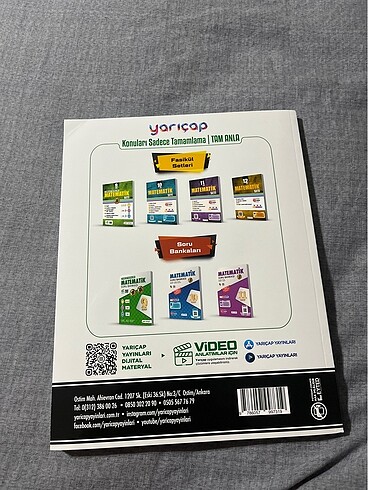 yarıçap
Konuları Sadece Tamamlama | TAM ANLA
Fasikül
Setleri
9
MATEMATİK
10
MATEMATİK
11
MATEMATİK
12
MATEMATİK
Soru
Bankaları
MATEMATİK
MATEMATİK
MATEMATİK
YARIÇAP
YAYINLARI
DİJİTAL
MATERYAL
VİDEO
ANLATIMLAR İÇİN
YARIÇAP YAYINLARI
YARIÇAP YAYINLARI
Ostim Mah. Ahievran Cad. 1207 Sk. (Eski 36.Sk) No:3/C Ostim/Ankara
Tel: 0(312) 386 00 26 • 0850 302 20 90 • 0505 567 76 79
yaricapyayinlari.com.tr • instagram.com/yaricapyayinlari
facebook.com/yaricapyayinlari • youtube/yaricapyayinlari